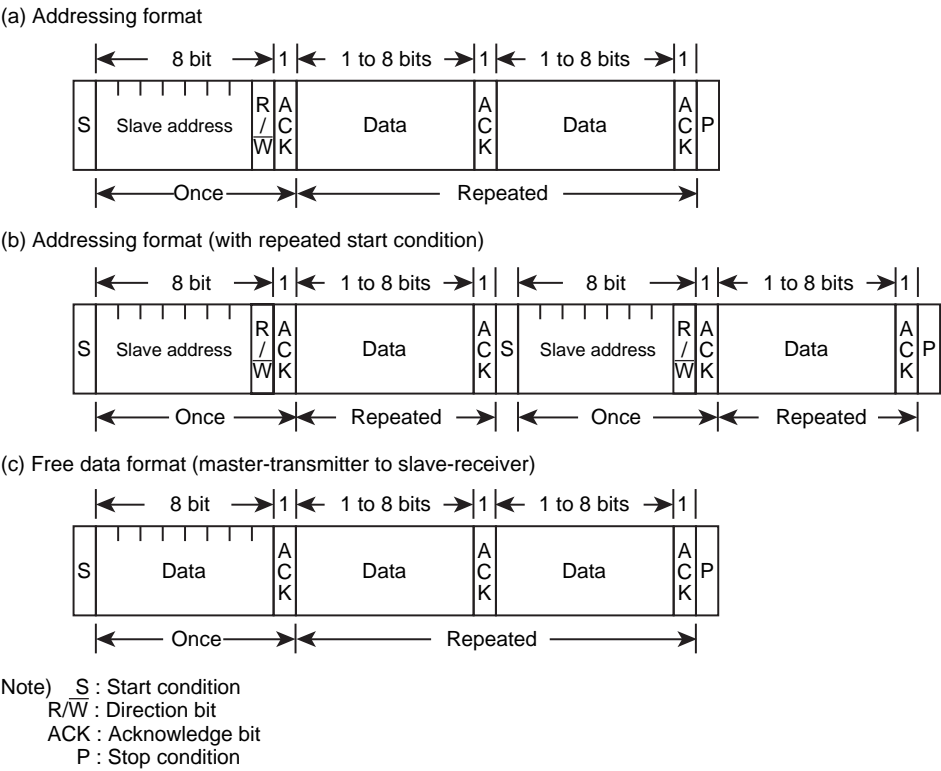 (a) Addressing format
8 bit 1 1 to 8 bits 1 1 to 8 bits 1
S Slave address R/W̅ ACK Data ACK Data ACK P
Once Repeated
(b) Addressing format (with repeated start condition)
8 bit 1 1 to 8 bits 1 8 bit 1 1 to 8 bits 1
S Slave address R/W̅ ACK Data ACK S Slave address R/W̅ ACK Data ACK P
Once Repeated Once Repeated
(c) Free data format (master-transmitter to slave-receiver)
8 bit 1 1 to 8 bits 1 1 to 8 bits 1
S Data ACK Data ACK Data ACK P
Once Repeated
Note) S : Start condition
R/W̅ : Direction bit
ACK : Acknowledge bit
P : Stop condition